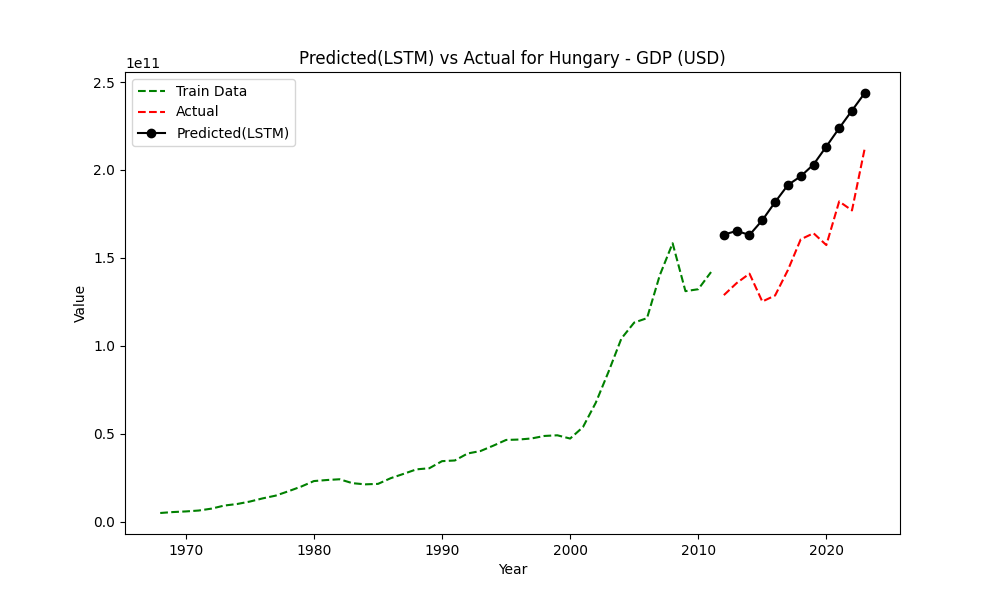 Predicted(LSTM) vs Actual for Hungary - GDP (USD)
1e11
2.5
2.0
1.5
1.0
0.5
0.0
Value
Train Data
Actual
Predicted(LSTM)
1970 1980 1990 2000 2010 2020
Year